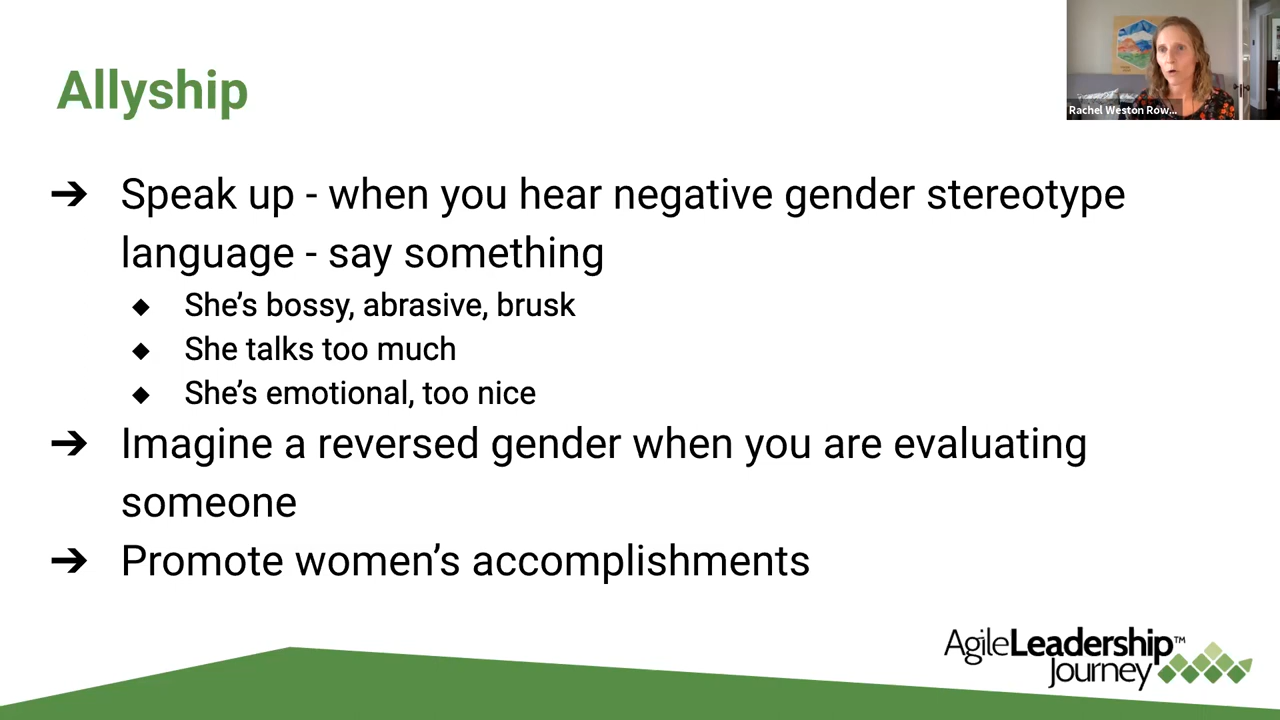 Allyship
Rachel Weston Row...
➔ Speak up - when you hear negative gender stereotype
language - say something
◆ She’s bossy, abrasive, brusk
◆ She talks too much
◆ She’s emotional, too nice
➔ Imagine a reversed gender when you are evaluating
someone
➔ Promote women’s accomplishments
AgileLeadership™
Journey